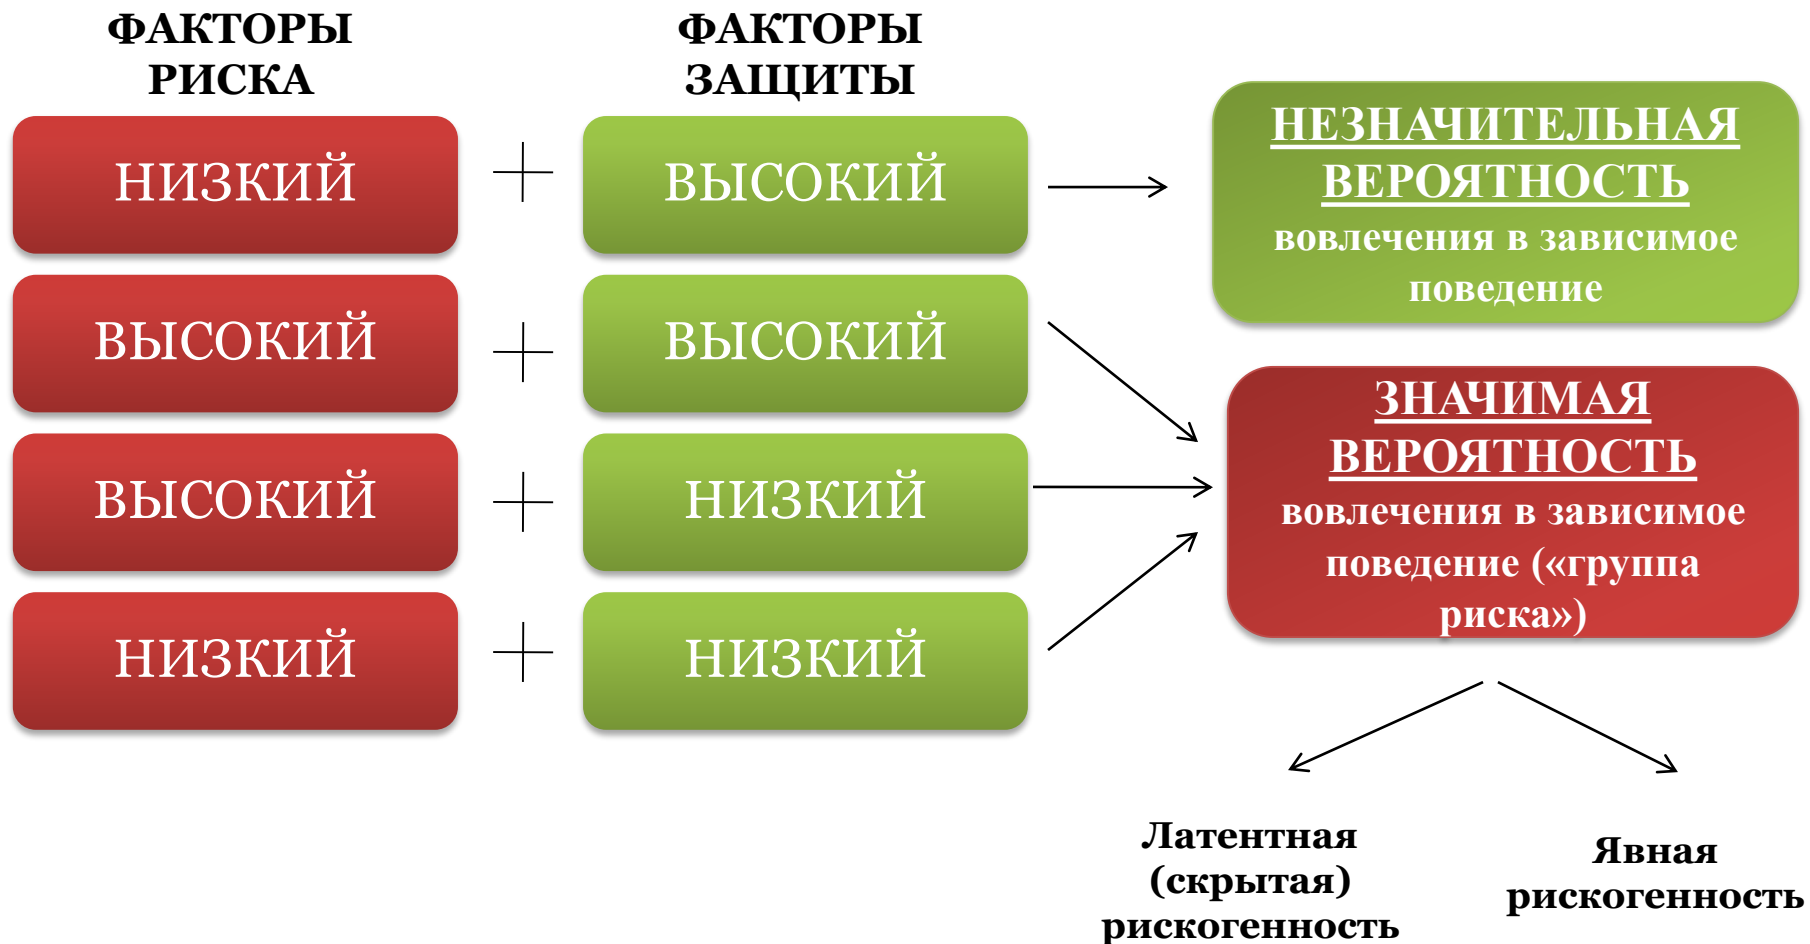 ФАКТОРЫ
РИСКА
ФАКТОРЫ
ЗАЩИТЫ
НИЗКИЙ
ВЫСОКИЙ
НЕЗНАЧИТЕЛЬНАЯ
ВЕРОЯТНОСТЬ
вовлечения в зависимое
поведение
ВЫСОКИЙ
ВЫСОКИЙ
ВЫСОКИЙ
НИЗКИЙ
НИЗКИЙ
НИЗКИЙ
ЗНАЧИМАЯ
ВЕРОЯТНОСТЬ
вовлечения в зависимое
поведение («группа
риска»)
Латентная
(скрытая)
рискогенность
Явная
рискогенность